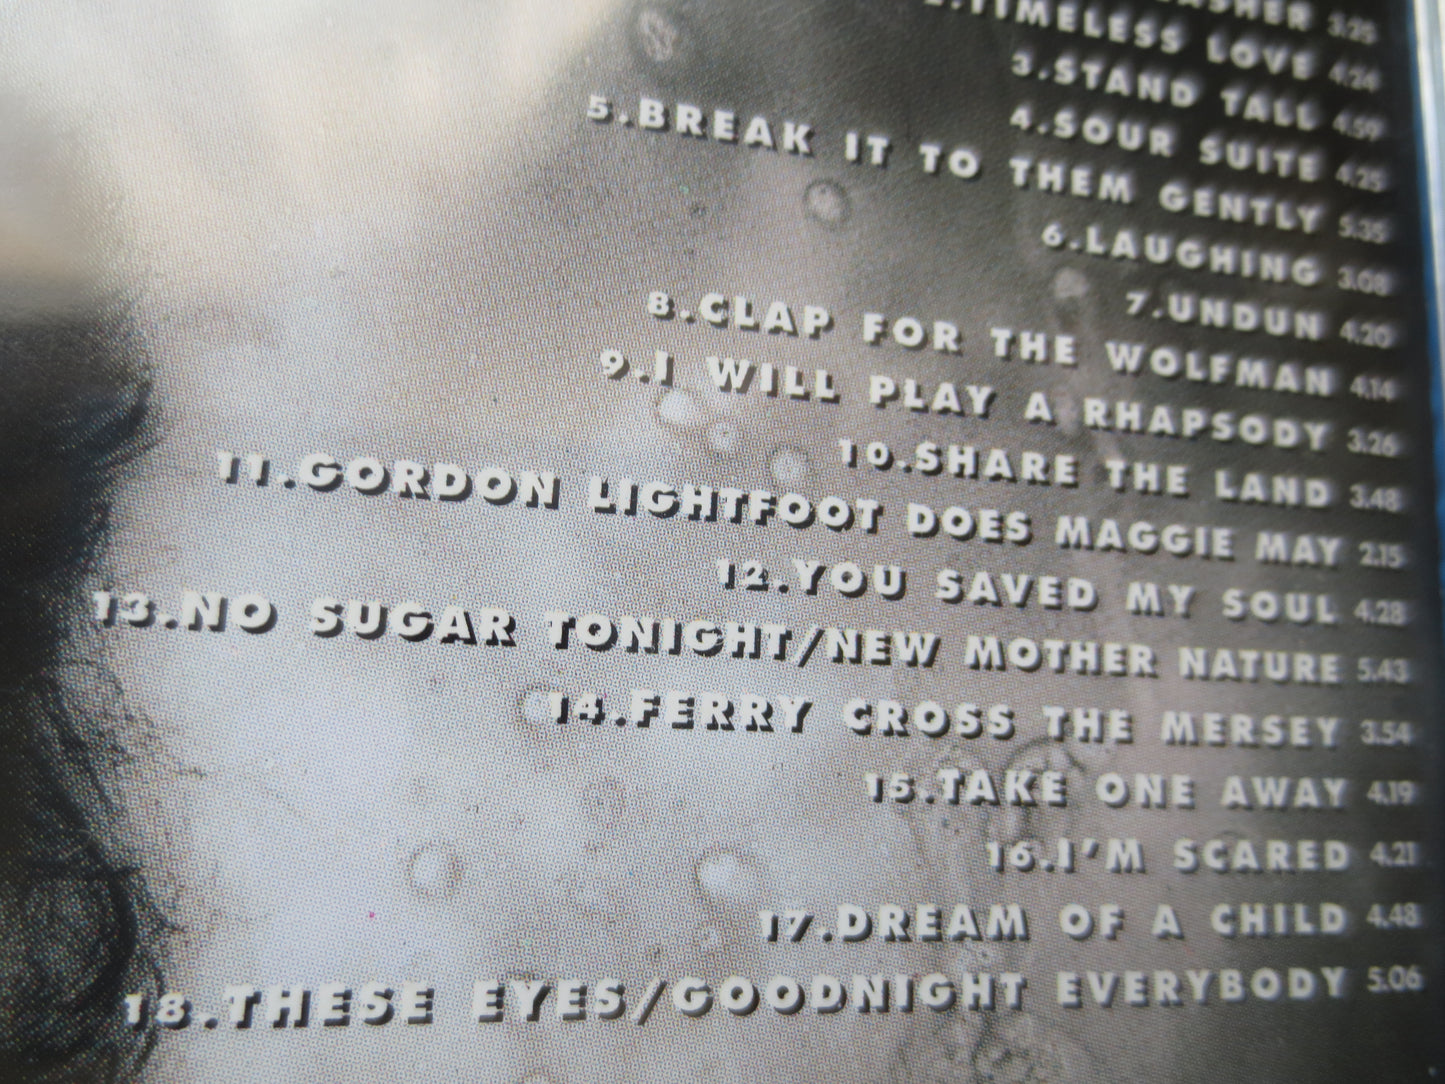 3:25
2.TIMELESS LOVE 4:24
3.STAND TALL 4:59
4.SOUR SUITE 4:25
5.BREAK IT TO THEM GENTLY 5:35
6.LAUGHING 3:08
7.UNDUN 4:20
8.CLAP FOR THE WOLFMAN 4:14
9.I WILL PLAY A RHAPSODY 3:26
10.SHARE THE LAND 3:48
11.GORDON LIGHTFOOT DOES MAGGIE MAY 2:15
12.YOU SAVED MY SOUL 4:28
13.NO SUGAR TONIGHT/NEW MOTHER NATURE 5:43
14.FERRY CROSS THE MERSEY 3:54
15.TAKE ONE AWAY 4:19
16.I'M SCARED 4:21
17.DREAM OF A CHILD 4:48
18.THESE EYES/GOODNIGHT EVERYBODY 5:06